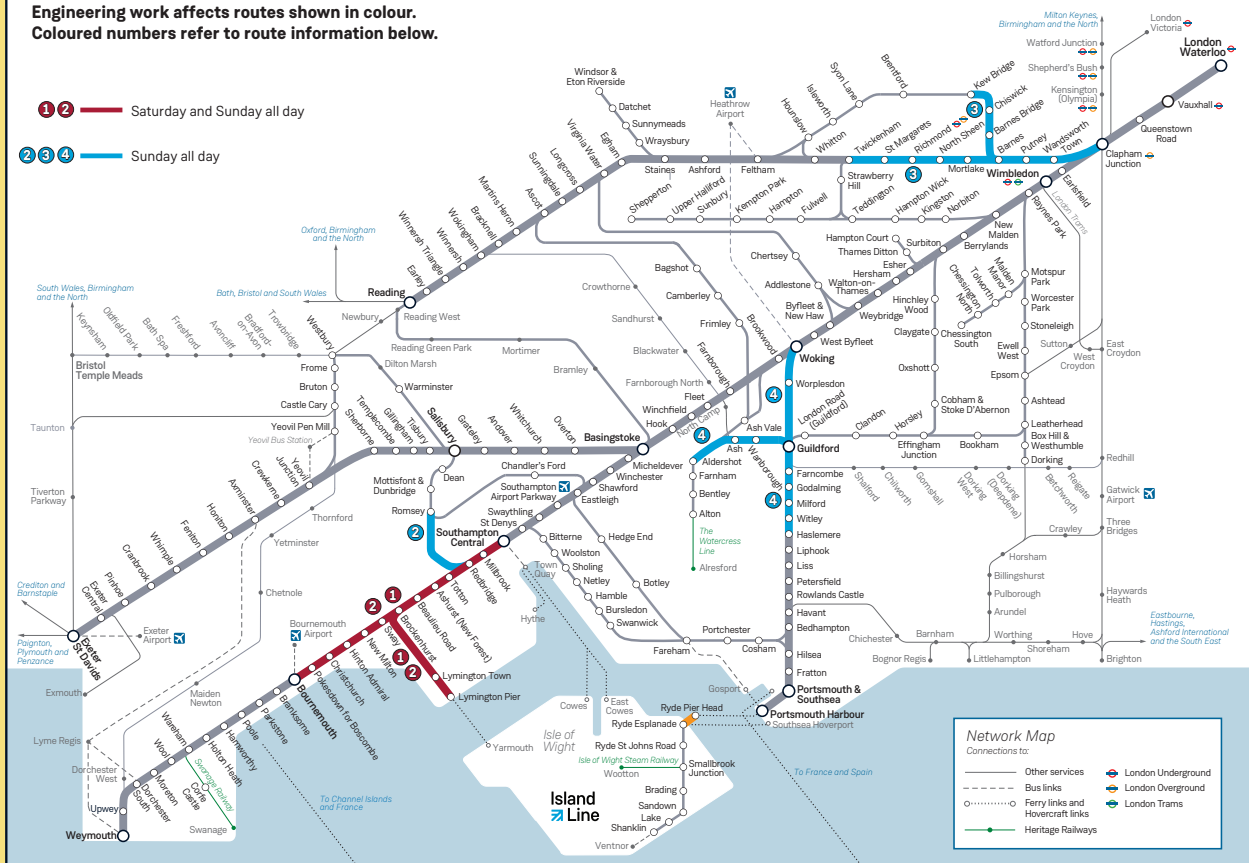 Engineering work affects routes shown in colour.
Coloured numbers refer to route information below.
1 2 Saturday and Sunday all day
2 3 4 Sunday all day
Milton Keynes,
Birmingham and the North
London
Victoria
London
Waterloo
Watford Junction
Shepherd's Bush
Kensington
(Olympia)
Vauxhall
Queenstown
Road
Clapham
Junction
Windsor &
Eton Riverside
Datchet
Sunnymeads
Wraysbury
Heathrow
Airport
Hounslow
Isleworth
Syon Lane
Brentford
Kew Bridge
3
Chiswick
Barnes Bridge
Virginia Water
Egham
Staines
Ashford
Feltham
Whitton
Twickenham
St Margarets
Richmond
North Sheen
3
Mortlake
Barnes
Putney
Wandsworth
Town
Wimbledon
Earlsfield
London Trams
Raynes Park
Strawberry
Hill
Shepperton
Upper Halliford
Sunbury
Kempton Park
Hampton
Fulwell
Teddington
Hampton Wick
Kingston
Norbiton
New
Malden
Berrylands
Longcross
Sunningdale
Ascot
Martins Heron
Bracknell
Wokingham
Winnersh
Winnersh Triangle
Earley
Reading
Oxford, Birmingham
and the North
Bath, Bristol and South Wales
South Wales, Birmingham
and the North
Keynsham
Oldfield Park
Bath Spa
Freshford
Avoncliff
Bradford-
on-Avon
Trowbridge
Westbury
Newbury
Reading West
Reading Green Park
Mortimer
Bramley
Bristol
Temple Meads
Frome
Bruton
Castle Cary
Yeovil Pen Mill
Yeovil Bus Station
Dilton Marsh
Warminster
Taunton
Tiverton
Parkway
Crowthorne
Sandhurst
Blackwater
Farnborough North
North Camp
Bagshot
Camberley
Frimley
Chertsey
Addlestone
Byfleet &
New Haw
Hampton Court
Thames Ditton
Surbiton
Esher
Hersham
Walton-on-
Thames
Weybridge
West Byfleet
Woking
Brookwood
Farnborough
Fleet
Winchfield
Hook
Basingstoke
Hinchley
Wood
Claygate
Oxshott
Cobham &
Stoke D'Abernon
Malden
Manor
Tolworth
Chessington
North
Chessington
South
Motspur
Park
Worcester
Park
Stoneleigh
Ewell
West
Epsom
Ashtead
Leatherhead
Box Hill &
Westhumble
Dorking
Sutton
West
Croydon
East
Croydon
4
Worplesdon
London Road
(Guildford)
Clandon
Horsley
Effingham
Junction
Bookham
Guildford
Ash Vale
4
Ash
Wanborough
Aldershot
Farnham
Bentley
Alton
The
Watercress
Line
Alresford
4
Farncombe
Godalming
Milford
Witley
Haslemere
Liphook
Liss
Petersfield
Rowlands Castle
Havant
Bedhampton
Hilsea
Fratton
Portsmouth &
Southsea
Portsmouth Harbour
Southsea Hoverport
Gosport
Shalford
Chilworth
Gomshall
Dorking
West
Dorking
(Deepdene)
Betchworth
Reigate
Redhill
Gatwick
Airport
Three
Bridges
Crawley
Horsham
Billingshurst
Pulborough
Arundel
Haywards
Heath
Eastbourne,
Hastings,
Ashford International
and the South East
Chichester
Barnham
Bognor Regis
Littlehampton
Worthing
Shoreham
Hove
Brighton
Sherborne
Templecombe
Gillingham
Tisbury
Salisbury
Grateley
Andover
Whitchurch
Overton
Yeovil
Junction
Crewkerne
Axminster
Honiton
Feniton
Whimple
Cranbrook
Pinhoe
Exeter
Central
Exeter
St Davids
Exeter
Airport
Crediton and
Barnstaple
Paignton,
Plymouth and
Penzance
Exmouth
Thornford
Yetminster
Chetnole
Maiden
Newton
Lyme Regis
Dorchester
West
Mottisfont &
Dunbridge
Dean
Romsey
2
Chandler's Ford
Southampton
Airport Parkway
Micheldever
Winchester
Shawford
Eastleigh
Swaythling
St Denys
Southampton
Central
Bitterne
Woolston
Sholing
Netley
Hamble
Bursledon
Swanwick
Hedge End
Botley
Fareham
Portchester
Cosham
Town
Quay
Hythe
Millbrook
Redbridge
Totton
Ashurst (New Forest)
Beaulieu Road
Brockenhurst
2 1
Sway
New Milton
Hinton Admiral
Christchurch
Pokesdown for Boscombe
Bournemouth
Bournemouth
Airport
1
2
Lymington Town
Lymington Pier
Yarmouth
Branksome
Parkstone
Poole
Hamworthy
Holton Heath
Wareham
Wool
Moreton
Dorchester
South
Upwey
Weymouth
Swanage Railway
Corfe
Castle
Swanage
To Channel Islands
and France
Cowes
East
Cowes
Isle of
Wight
Ryde Pier Head
Ryde Esplanade
Ryde St Johns Road
Isle of Wight Steam Railway
Wootton
Smallbrook
Junction
Brading
Sandown
Lake
Shanklin
Ventnor
Island
Line
To France and Spain
Network Map
Connections to:
Other services
Bus links
Ferry links and
Hovercraft links
Heritage Railways
London Underground
London Overground
London Trams